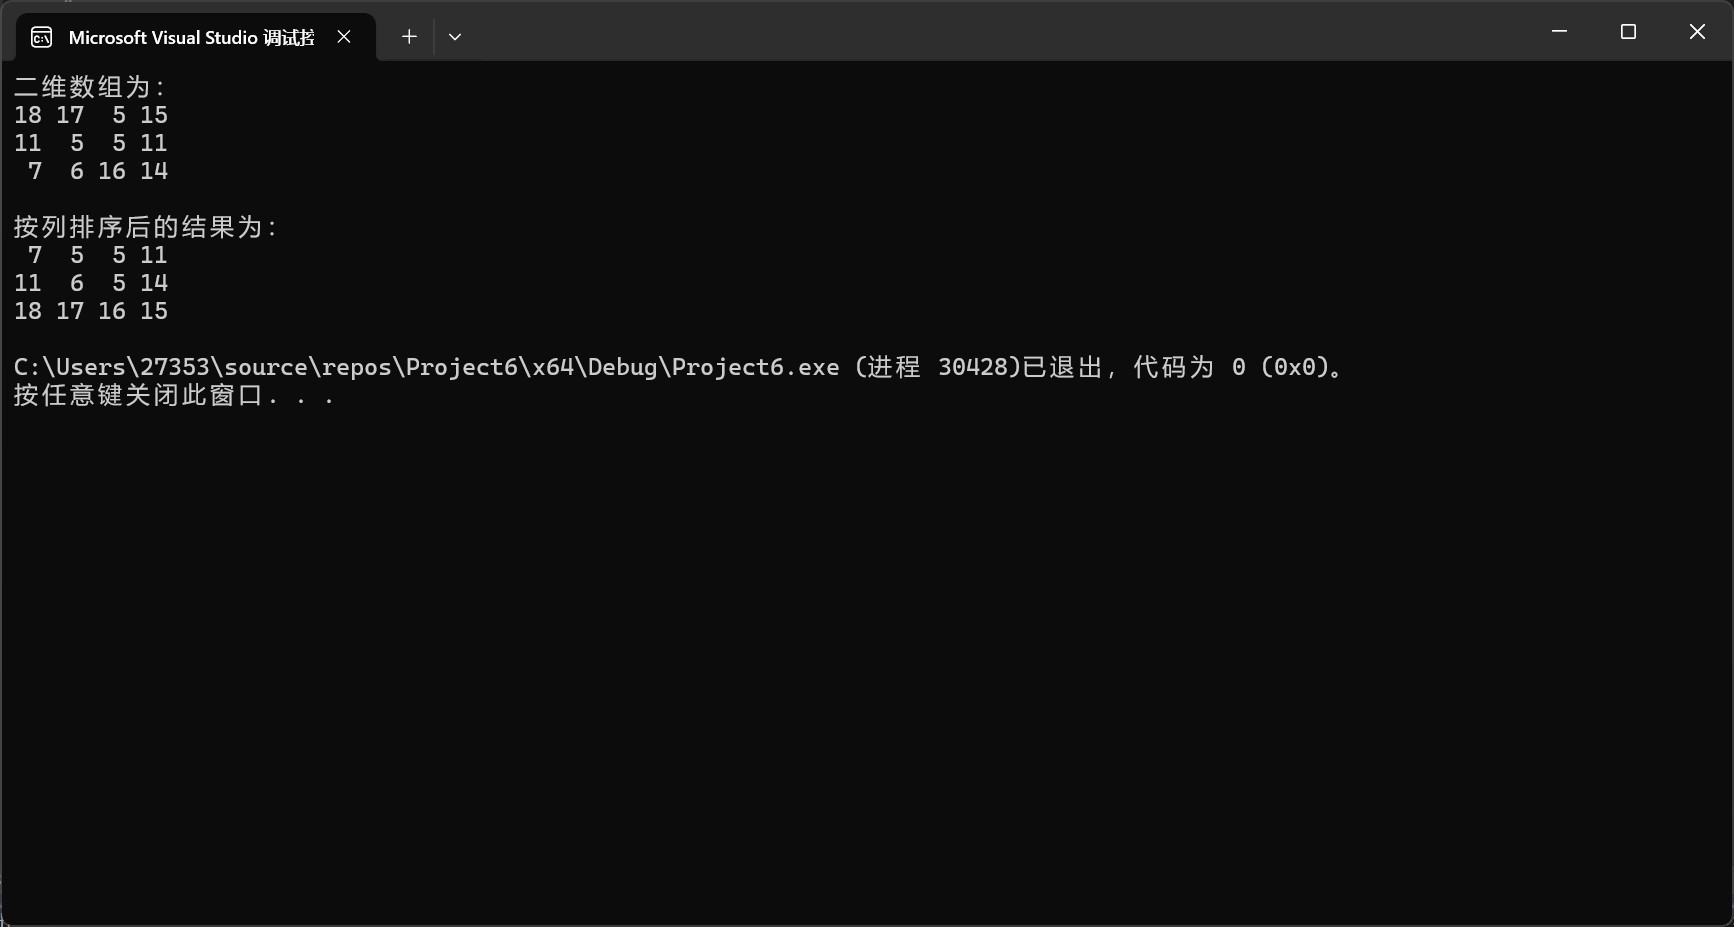 Microsoft Visual Studio 调试控
二维数组为:
18 17  5 15
11  5  5 11
 7  6 16 14
按列排序后的结果为:
 7  5  5 11
11  6  5 14
18 17 16 15
C:\Users\27353\source\repos\Project6\x64\Debug\Project6.exe (进程 30428)已退出，代码为 0 (0x0)。
按任意键关闭此窗口. . .